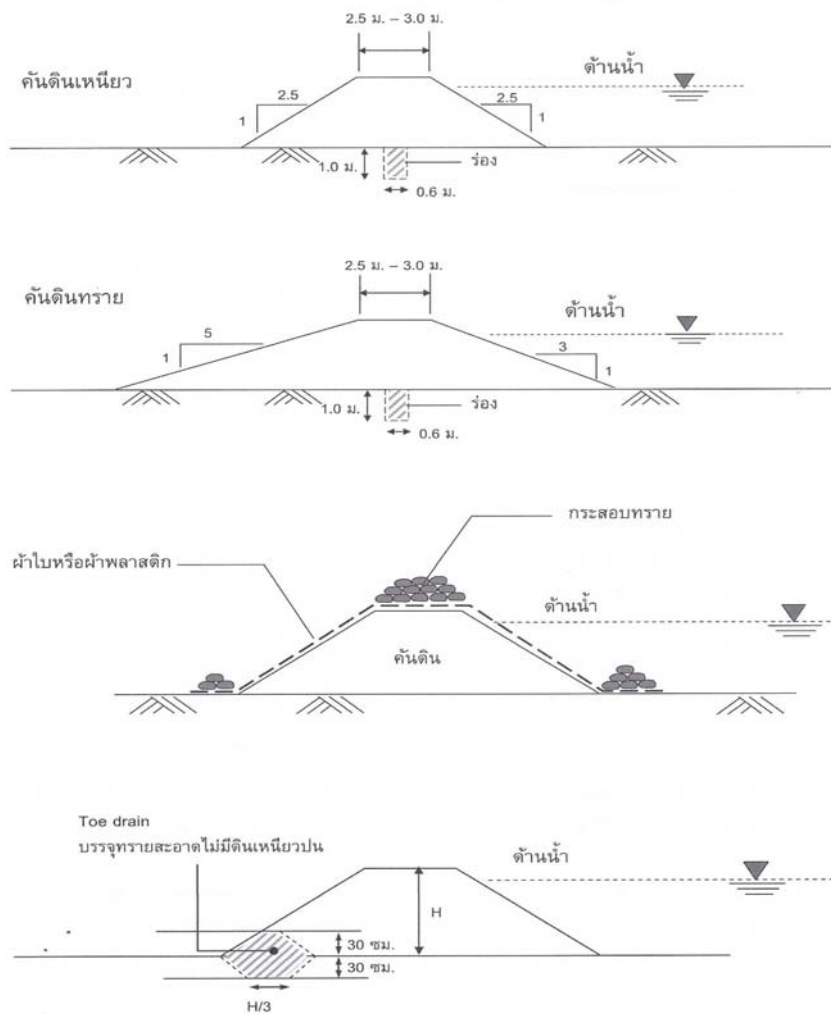 2.5 ม. – 3.0 ม.
คันดินเหนียว
ด้านน้ำ
2.5
1
2.5
1
1.0 ม.
ร่อง
0.6 ม.
2.5 ม. – 3.0 ม.
คันดินทราย
ด้านน้ำ
5
1
3
1
1.0 ม.
ร่อง
0.6 ม.
กระสอบทราย
ผ้าใบหรือผ้าพลาสติก
ด้านน้ำ
คันดิน
Toe drain
บรรจุทรายสะอาดไม่มีดินเหนียวปน
ด้านน้ำ
H
30 ซม.
30 ซม.
H/3